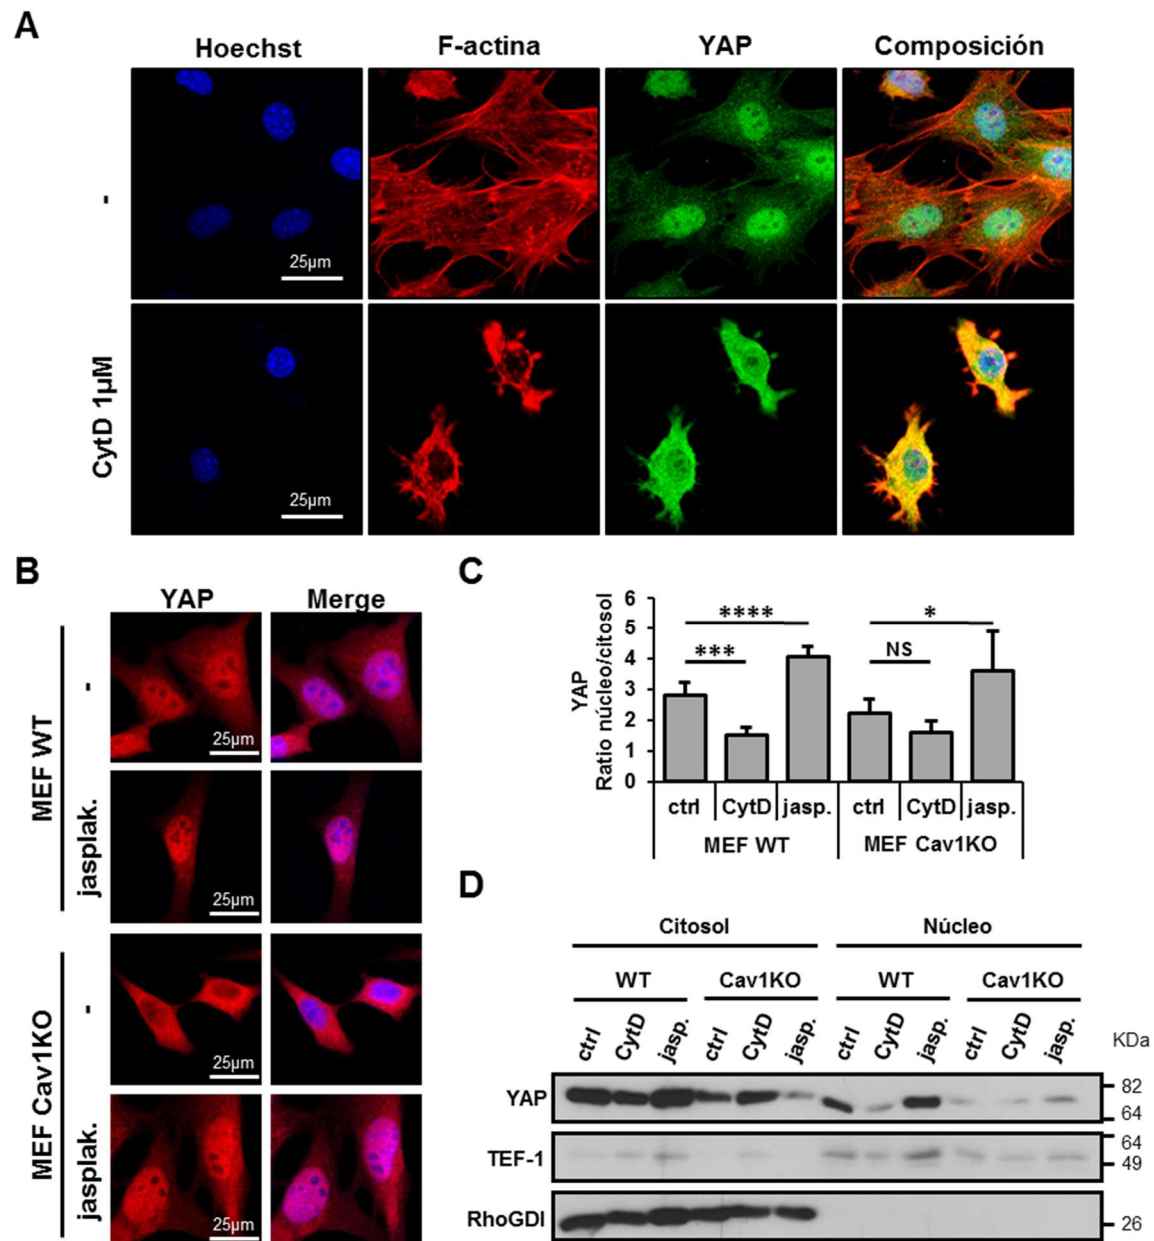 A
Hoechst F-actina YAP Composición
-
25µm
CytD 1µM
25µm
B
YAP Merge
MEF WT
-
25µm
jasplak.
25µm
MEF Cav1KO
-
25µm
jasplak.
25µm
C
YAP
Ratio núcleo/citosol
6
5
4
3
2
1
0
**** *
*** NS
ctrl CytD jasp. ctrl CytD jasp.
MEF WT MEF Cav1KO
D
Citosol Núcleo
WT Cav1KO WT Cav1KO
ctrl CytD jasp. ctrl CytD jasp. ctrl CytD jasp. ctrl CytD jasp.
KDa
YAP 82
64
TEF-1 64
49
RhoGDI 26